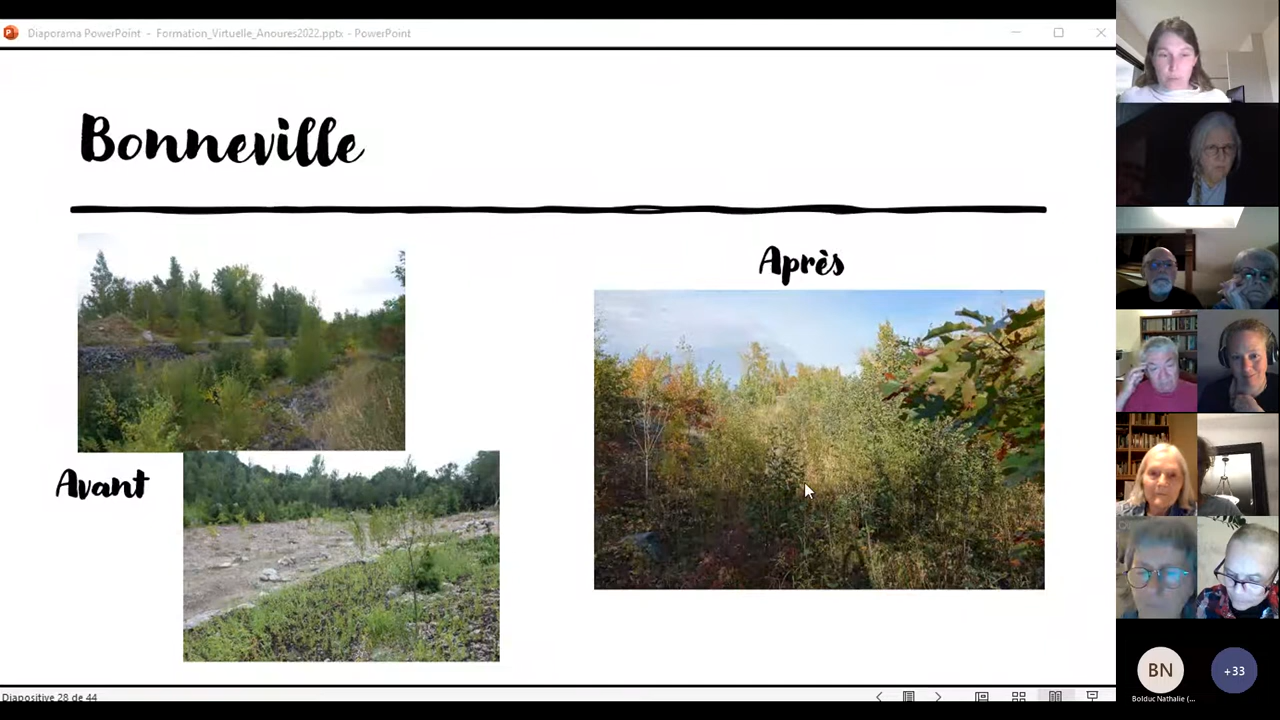 Diaporama PowerPoint - Formation_Virtuelle_Anoures2022.pptx - PowerPoint
Bonneville
Après
Avant
BN
+33
Bolduc Nathalie (...
Diapositive 28 de 44